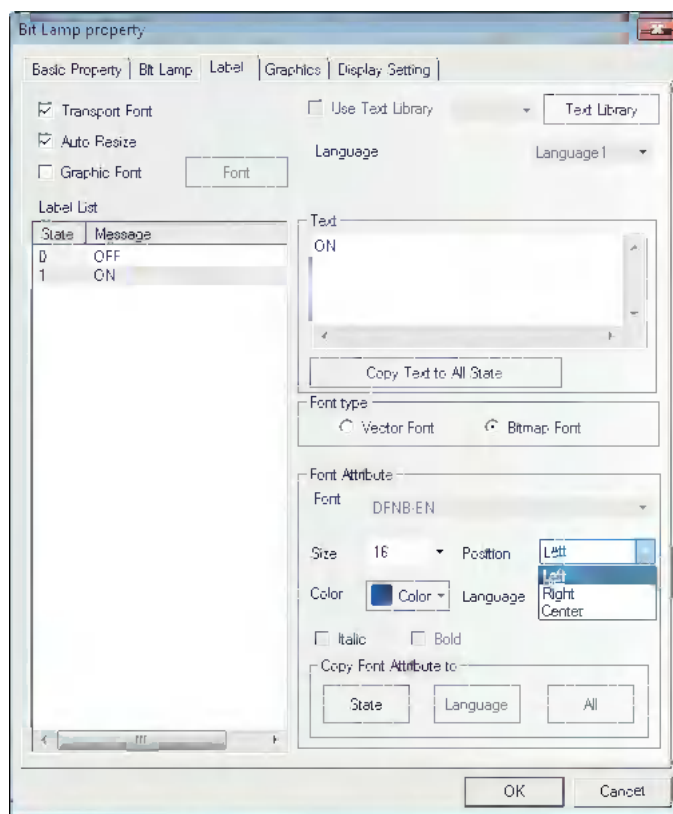 Bit Lamp property
Basic Property Bit Lamp Label Graphics Display Setting
Transport Font
Use Text Library
Text Library
Auto Resize
Language
Language1
Graphic Font
Font
Label List
State Message
0 OFF
1 ON
Text
ON
Copy Text to All State
Font type
Vector Font Bitmap Font
Font Attribute
Font
DFNB-EN
Size 16 Position Left
Left
Color Color Language Right
Center
Italic Bold
Copy Font Attribute to
State Language All
OK Cancel